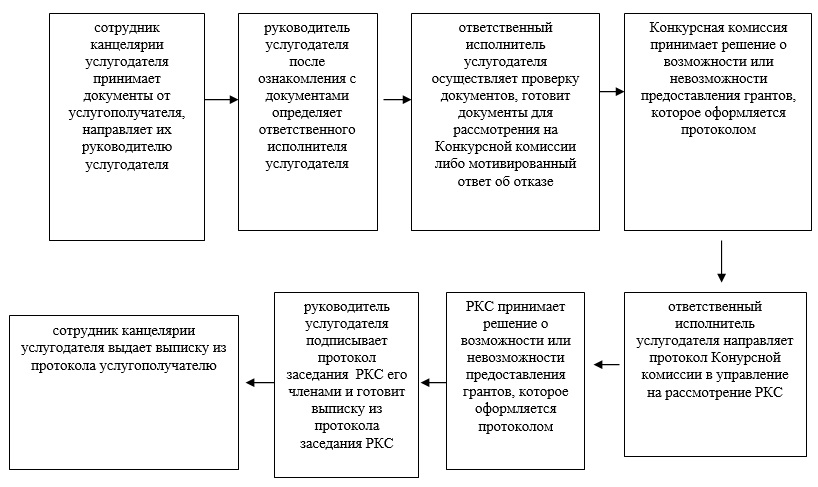 сотрудник
канцелярии
услугодателя
принимает
документы от
услугополучателя,
направляет их
руководителю
услугодателя
руководитель
услугодателя
после
ознакомления с
документами
определяет
ответственного
исполнителя
услугодателя
ответственный
исполнитель
услугодателя
осуществляет проверку
документов, готовит
документы для
рассмотрения на
Конкурсной комиссии
либо мотивированный
ответ об отказе
Конкурсная комиссия
принимает решение о
возможности или
невозможности
предоставления грантов,
которое оформляется
протоколом
ответственный
исполнитель
услугодателя направляет
протокол Конурсной
комиссии в управление
на рассмотрение РКС
РКС принимает
решение о
возможности или
невозможности
предоставления
грантов, которое
оформляется
протоколом
руководитель
услугодателя
подписывает
протокол
заседания РКС его
членами и готовит
выписку из
протокола
заседания РКС
сотрудник канцелярии
услугодателя выдает выписку из
протокола услугополучателю